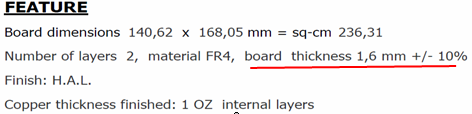 FEATURE
Board dimensions 140,62 x 168,05 mm = sq-cm 236,31
Number of layers 2, material FR4, board thickness 1,6 mm +/- 10%
Finish: H.A.L.
Copper thickness finished: 1 OZ internal layers